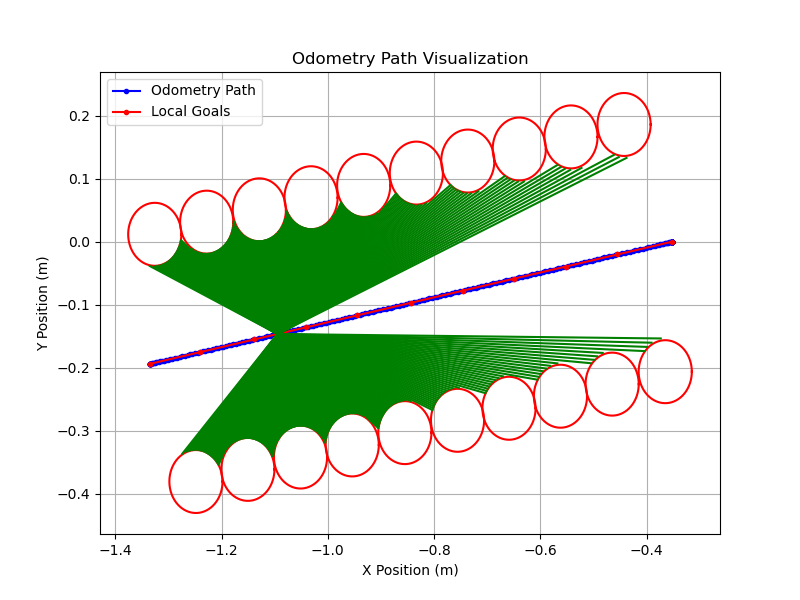 Odometry Path Visualization
Odometry Path
Local Goals
Y Position (m)
0.2
0.1
0.0
−0.1
−0.2
−0.3
−0.4
−1.4 −1.2 −1.0 −0.8 −0.6 −0.4
X Position (m)